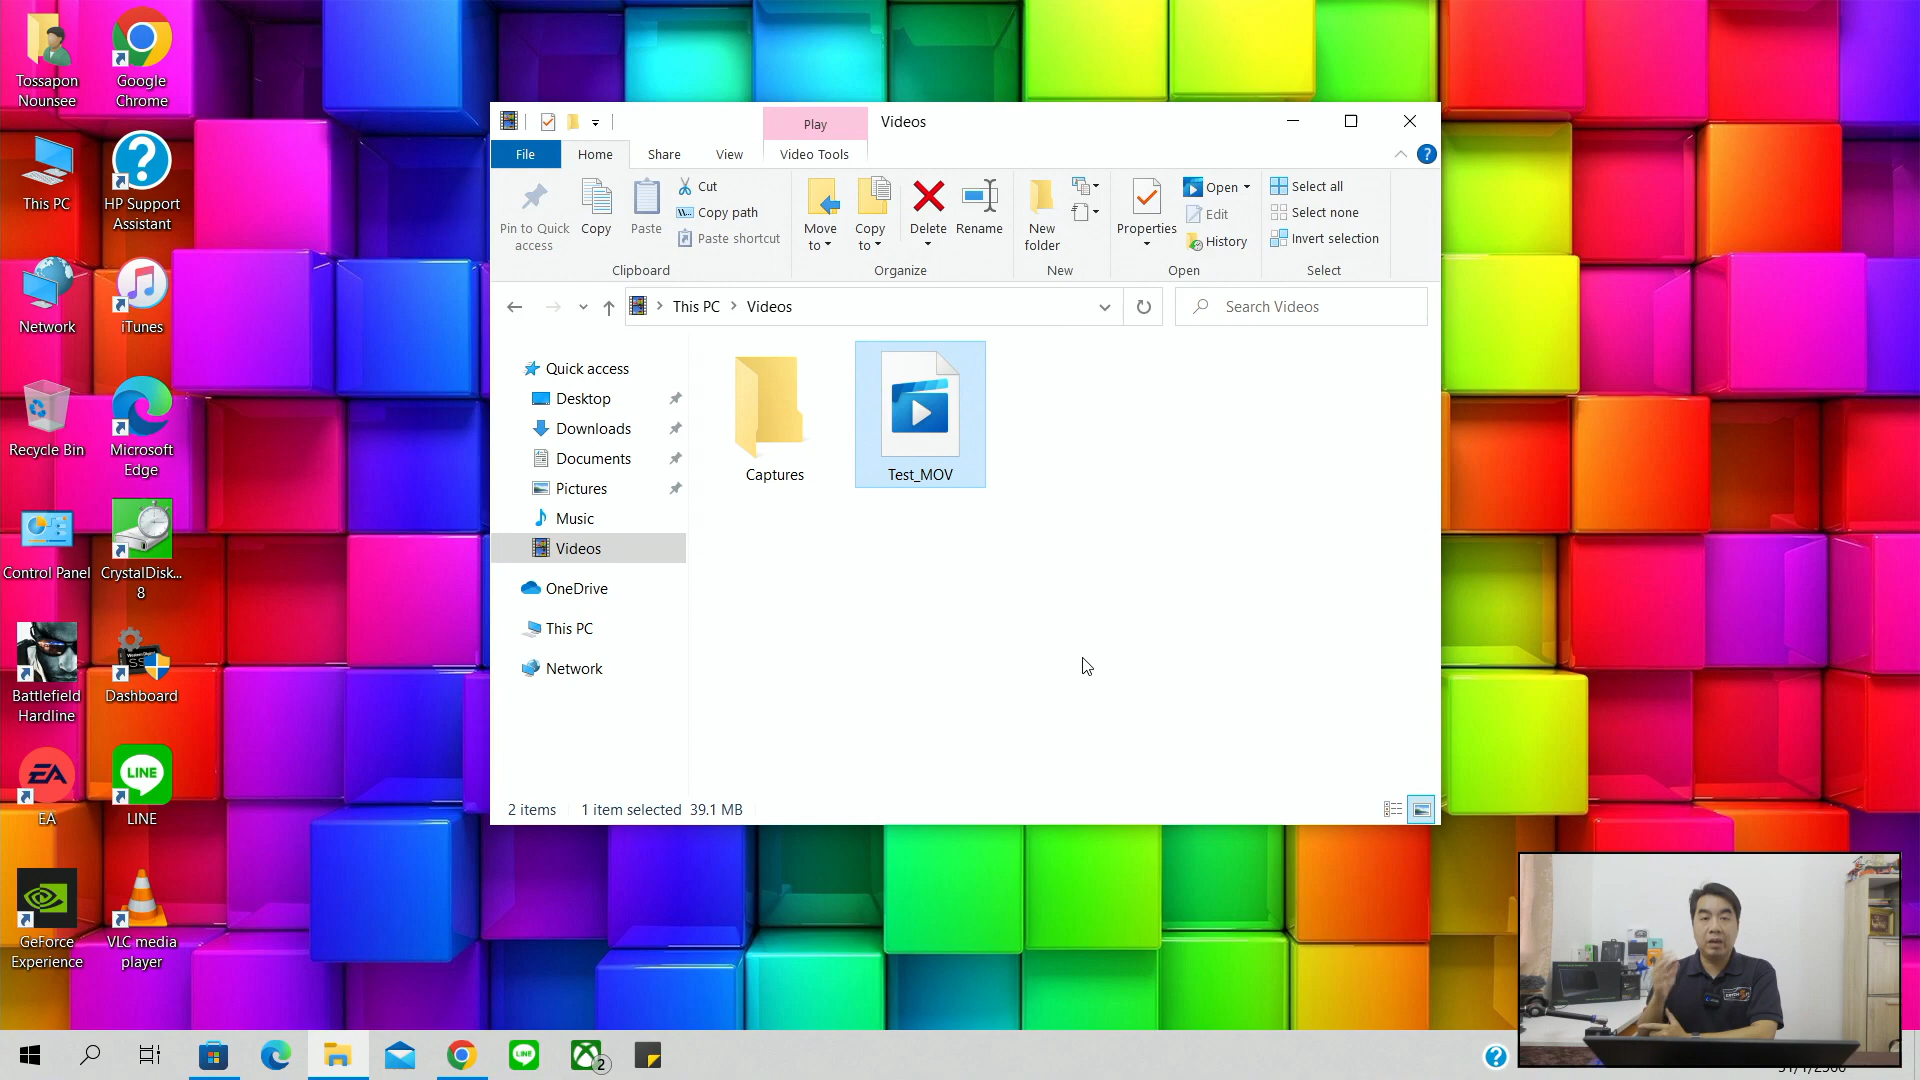 Tossapon
Nounsee
Google
Chrome
This PC
HP Support
Assistant
Network
iTunes
Recycle Bin
Microsoft
Edge
Control Panel
CrystalDisk...
8
Battlefield
Hardline
Dashboard
EA
LINE
LINE
GeForce
Experience
VLC media
player
Play
Videos
File
Home
Share
View
Video Tools
Pin to Quick
access
Copy
Paste
Cut
Copy path
Paste shortcut
Clipboard
Move
to
Copy
to
Delete
Rename
Organize
New
folder
New
Properties
Open
Edit
History
Open
Select all
Select none
Invert selection
Select
This PC
Videos
Search Videos
Quick access
Desktop
Downloads
Documents
Pictures
Music
Videos
OneDrive
This PC
Network
Captures
Test_MOV
2 items
1 item selected 39.1 MB
2